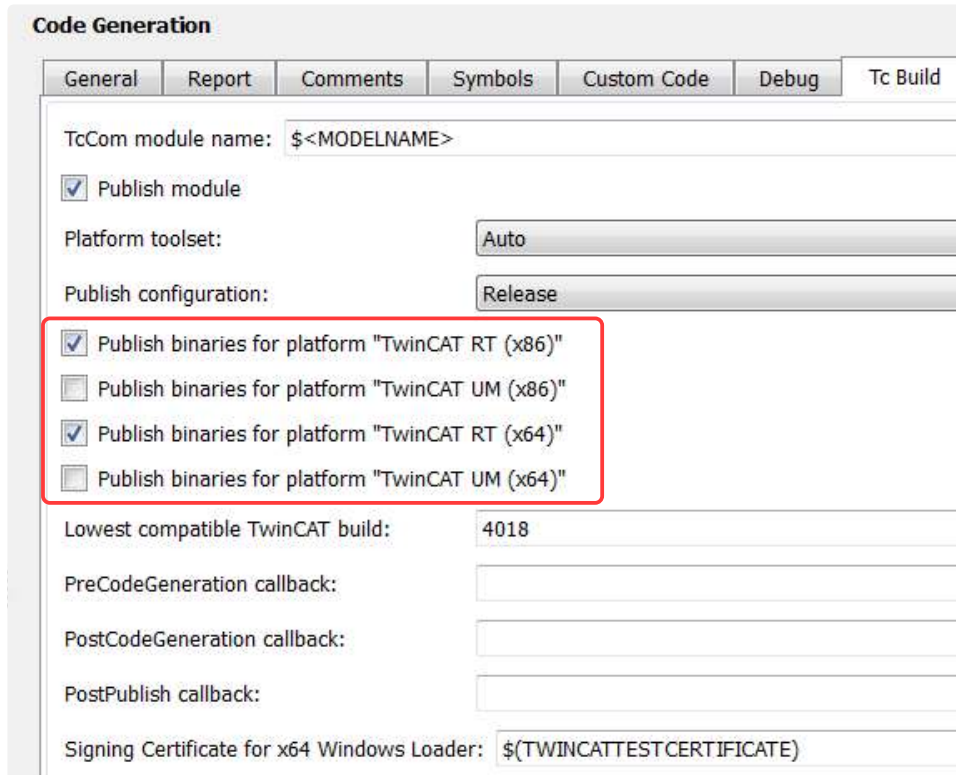 Code Generation
General Report Comments Symbols Custom Code Debug Tc Build
TcCom module name: $<MODELNAME>
Publish module
Platform toolset: Auto
Publish configuration: Release
Publish binaries for platform "TwinCAT RT (x86)"
Publish binaries for platform "TwinCAT UM (x86)"
Publish binaries for platform "TwinCAT RT (x64)"
Publish binaries for platform "TwinCAT UM (x64)"
Lowest compatible TwinCAT build: 4018
PreCodeGeneration callback:
PostCodeGeneration callback:
PostPublish callback:
Signing Certificate for x64 Windows Loader: $(TWINCATTESTCERTIFICATE)